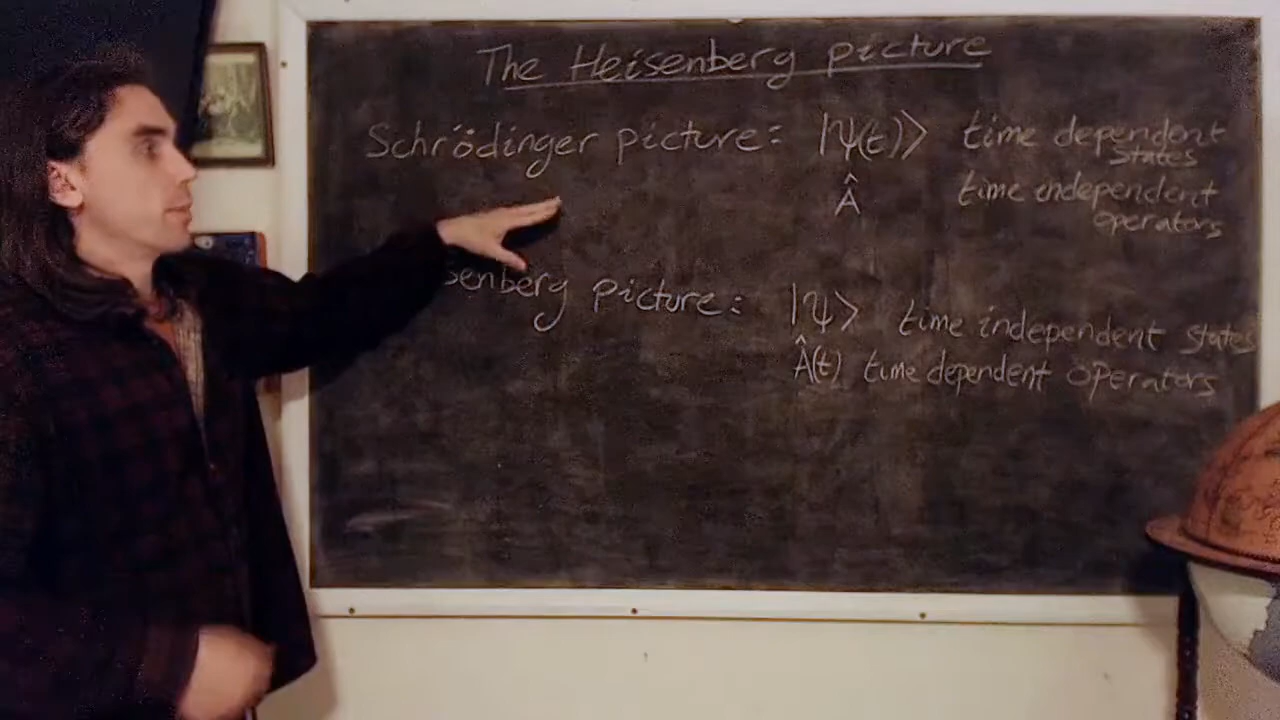 The Heisenberg picture
Schrödinger picture: |Ψ(t)⟩ time dependent
states
Â time independent
operators
senberg picture: |Ψ⟩ time independent states
Â(t) time dependent operators